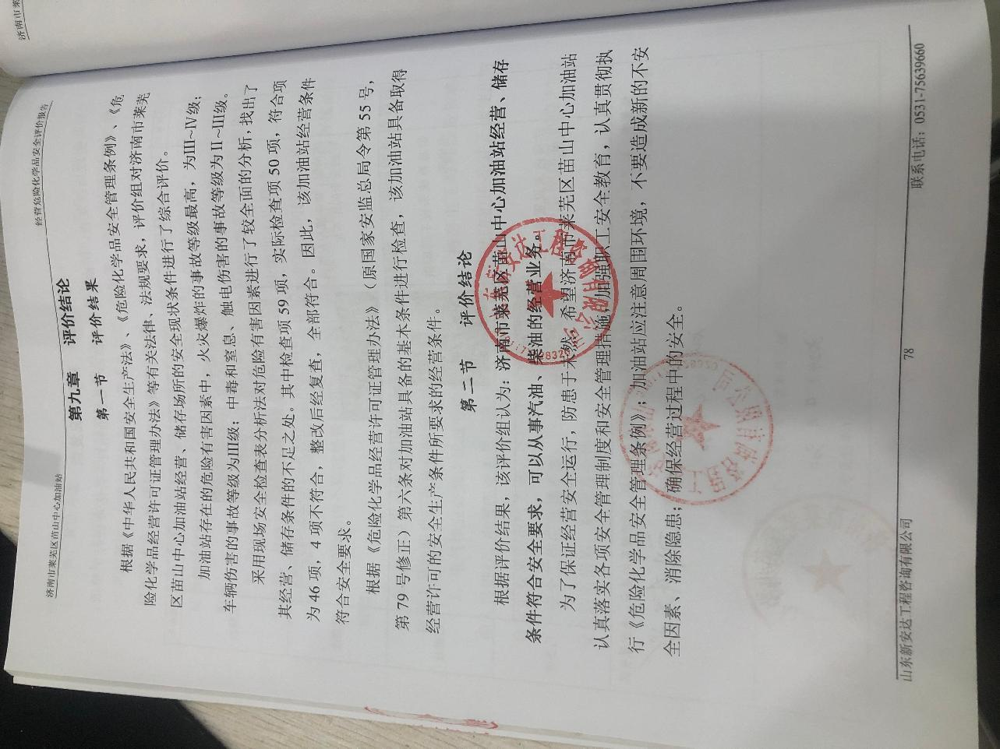 济南市莱
济南市莱芜区苗山中心加油站 经营危险化学品安全评价报告
第九章 评价结论
第一节 评价结果
根据《中华人民共和国安全生产法》、《危险化学品安全管理条例》、《危
险化学品经营许可证管理办法》等有关法律、法规要求，评价组对济南市莱芜
区苗山中心加油站经营、储存场所的安全现状条件进行了综合评价。
加油站存在的危险有害因素中，火灾爆炸的事故等级最高，为III~IV级；
车辆伤害的事故等级为III级；中毒和窒息、触电伤害的事故等级为II~III级。
采用现场安全检查表分析法对危险有害因素进行了较全面的分析,找出了
其经营、储存条件的不足之处。其中检查项59项，实际检查项50项，符合项
为46项，4项不符合，整改后经复查，全部符合。因此，该加油站经营条件
符合安全要求。
根据《危险化学品经营许可证管理办法》（原国家安监总局令第55号，
第79号修正）第六条对加油站具备的基本条件进行检查，该加油站具备取得
经营许可的安全生产条件所要求的经营条件。
第二节 评价结论
根据评价结果，该评价组认为：济南市莱芜区苗山中心加油站经营、储存
条件符合安全要求，可以从事汽油、柴油的经营业务。
为了保证经营安全运行，防患于未然，希望济南市莱芜区苗山中心加油站
认真落实各项安全管理制度和安全管理措施,加强职工安全教育，认真贯彻执
行《危险化学品安全管理条例》；加油站应注意周围环境，不要造成新的不安
全因素、消除隐患；确保经营过程中的安全。
山东新安达工程咨询有限公司 78 联系电话：0531-75639660